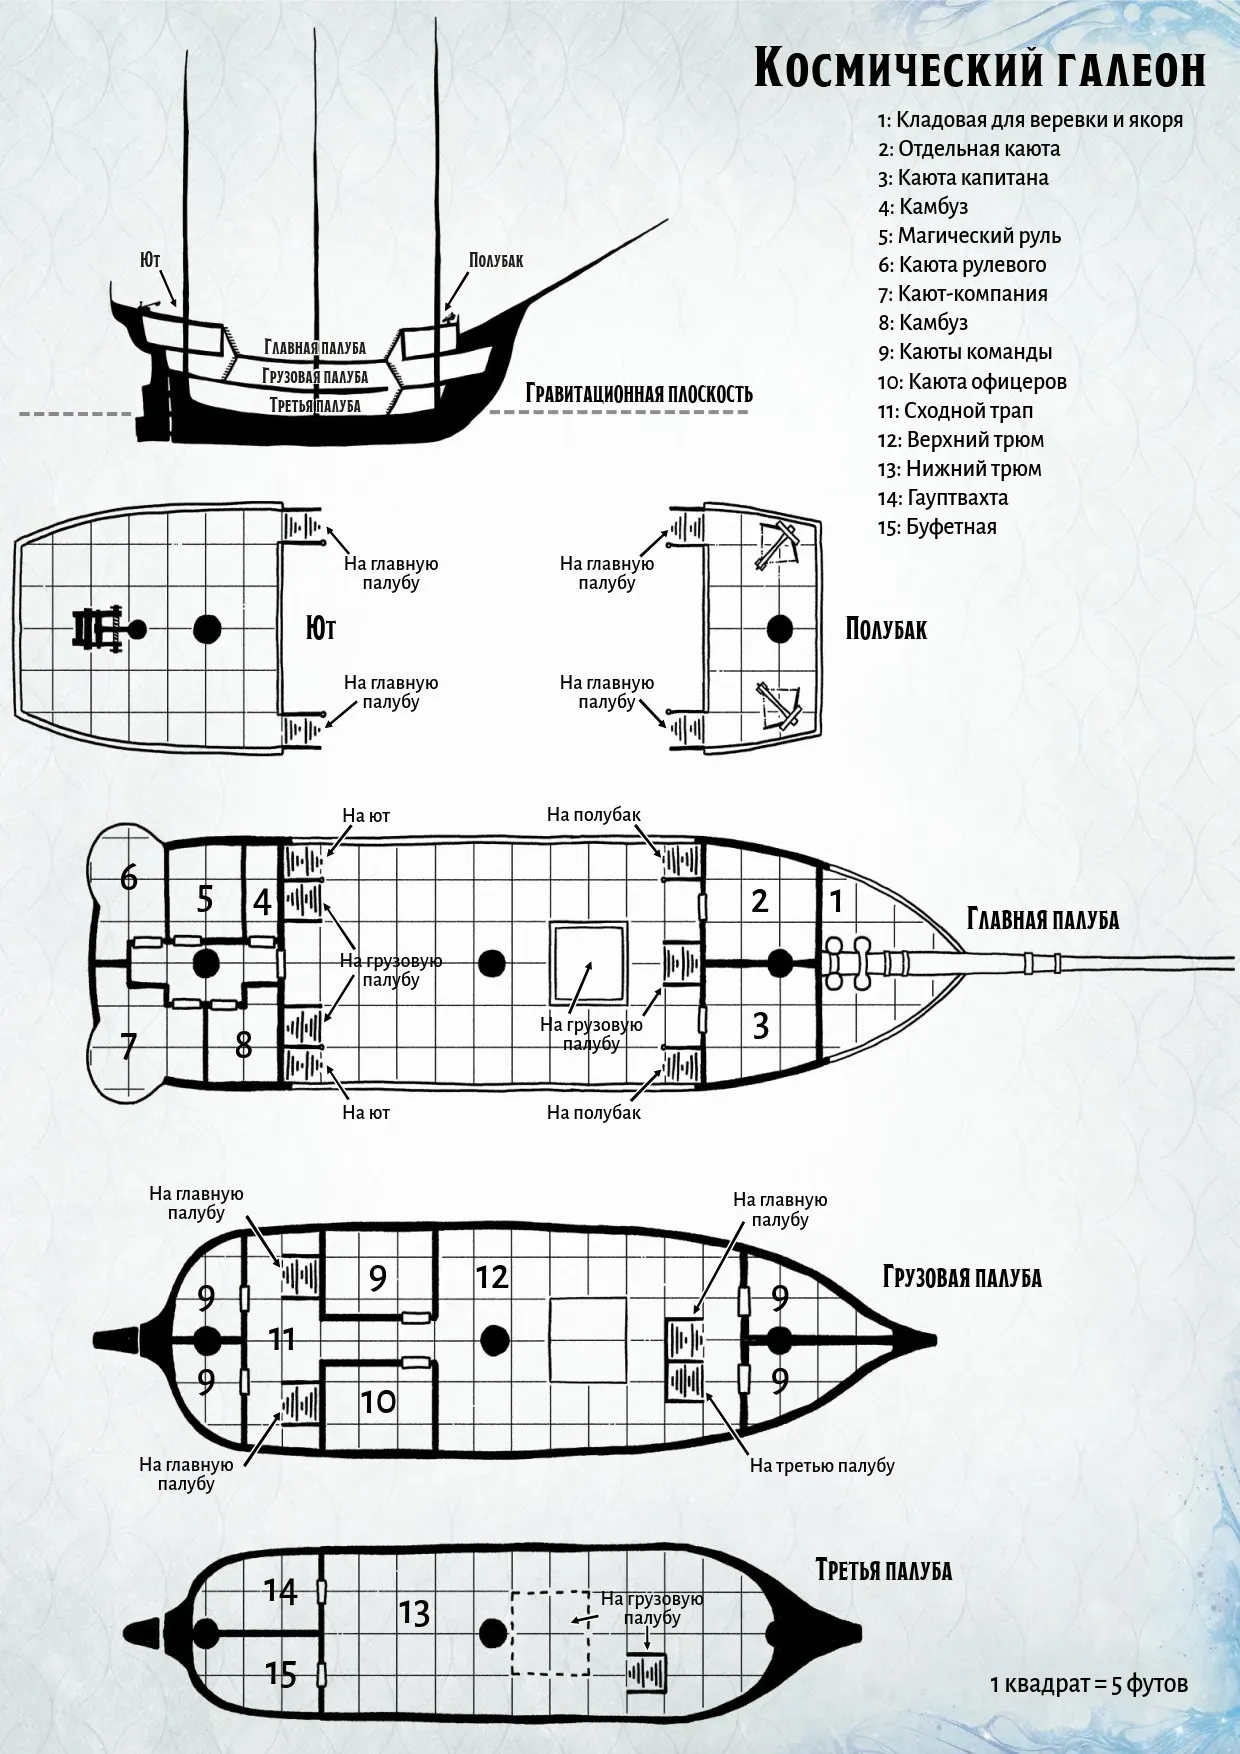 Космический галеон
1: Кладовая для веревки и якоря
2: Отдельная каюта
3: Каюта капитана
4: Камбуз
5: Магический руль
6: Каюта рулевого
7: Кают-компания
8: Камбуз
9: Каюты команды
10: Каюта офицеров
11: Сходной трап
12: Верхний трюм
13: Нижний трюм
14: Гауптвахта
15: Буфетная
Ют
Полубак
Главная палуба
Грузовая палуба
Третья палуба
Гравитационная плоскость
На главную
палубу
На главную
палубу
Ют
Полубак
На главную
палубу
На главную
палубу
На ют
На полубак
6
5
4
2
1
Главная палуба
На грузовую
палубу
На грузовую
палубу
7
8
3
На ют
На полубак
На главную
палубу
На главную
палубу
Грузовая палуба
9
9
12
9
11
9
10
9
На главную
палубу
На третью палубу
Третья палуба
14
13
На грузовую
палубу
15
1 квадрат = 5 футов